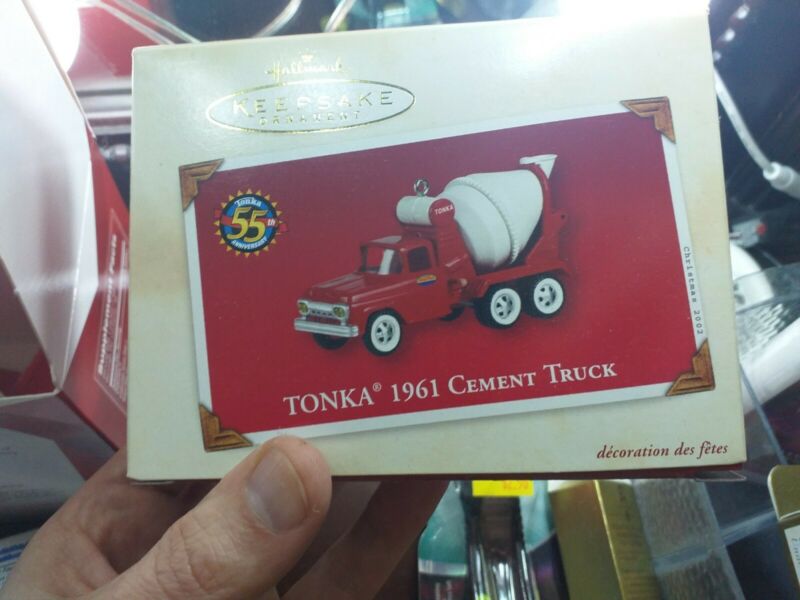 Hallmark
KEEPSAKE
ORNAMENT
Tonka
55th
ANNIVERSARY
TONKA
Christmas 2002
TONKA® 1961 CEMENT TRUCK
décoration des fêtes